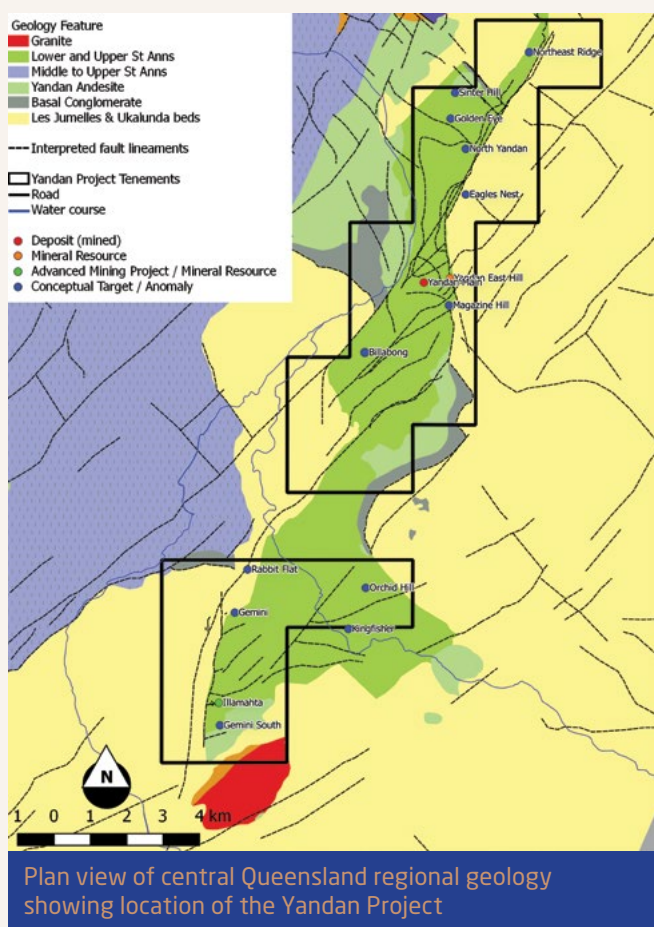 Geology Feature
Granite
Lower and Upper St Anns
Middle to Upper St Anns
Yandan Andesite
Basal Conglomerate
Les Jumelles & Ukalunda beds
Interpreted fault lineaments
Yandan Project Tenements
Road
Water course
Deposit (mined)
Mineral Resource
Advanced Mining Project / Mineral Resource
Conceptual Target / Anomaly
Northeast Ridge
Sinter Hill
Golden Eye
North Yandan
Eagles Nest
Yandan East Hill
Yandan Main
Magazine Hill
Billabong
Rabbit Flat
Orchid Hill
Gemini
Kingfisher
Illamahta
Gemini South
N
1 0 1 2 3 4 km
Plan view of central Queensland regional geology
showing location of the Yandan Project